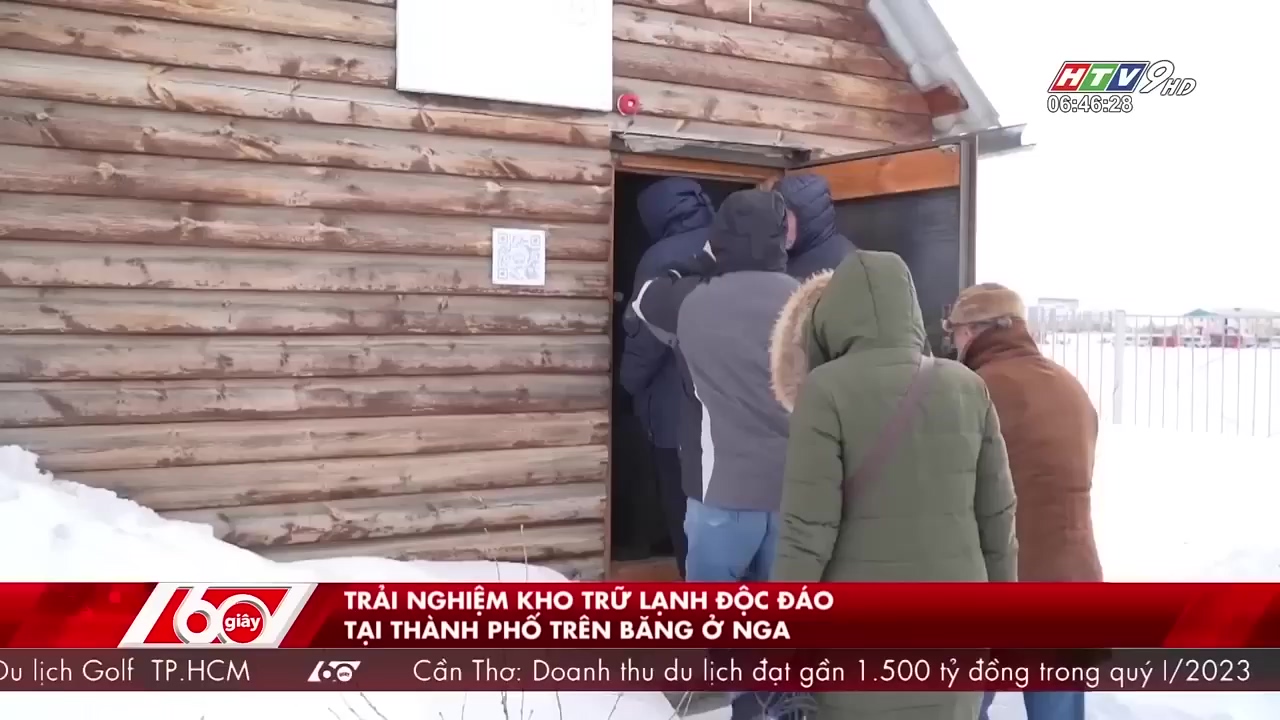 HTV9 HD
06:46:28
60 giây
TRẢI NGHIỆM KHO TRỮ LẠNH ĐỘC ĐÁO
TẠI THÀNH PHỐ TRÊN BĂNG Ở NGA
Du lịch Golf TP.HCM 60 giây Cần Thơ: Doanh thu du lịch đạt gần 1.500 tỷ đồng trong quý I/2023